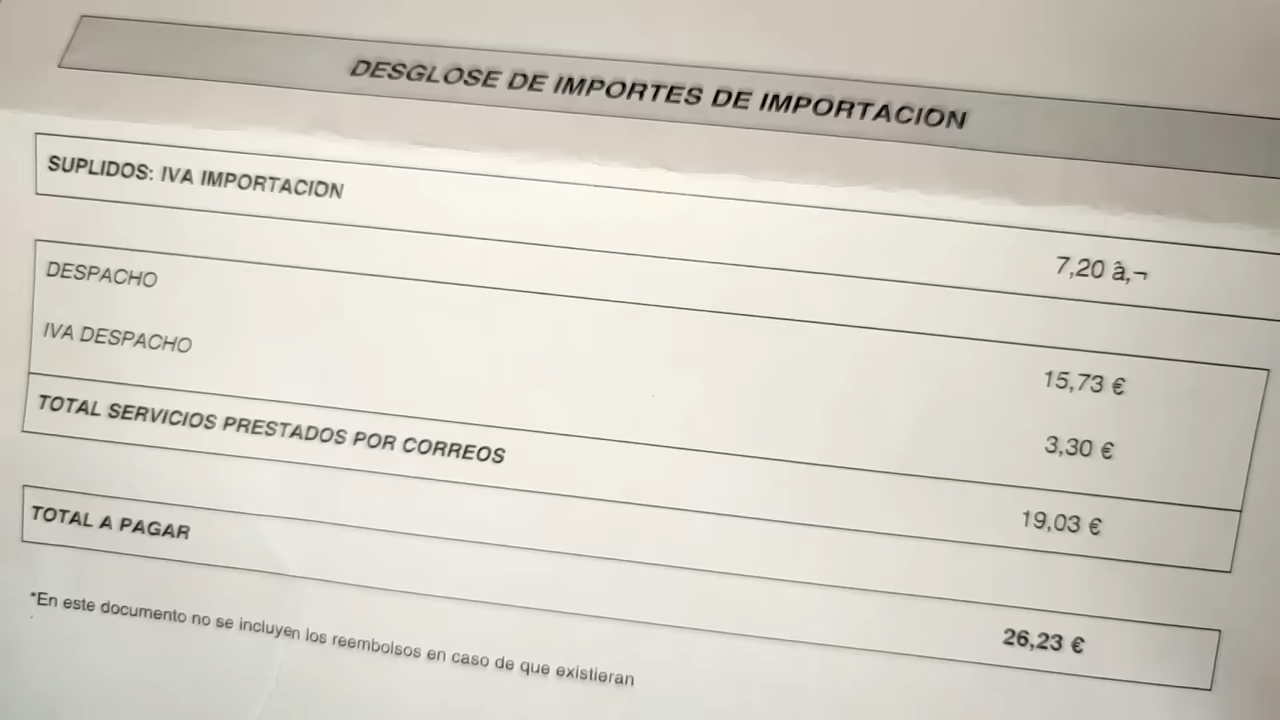 DESGLOSE DE IMPORTES DE IMPORTACION
SUPLIDOS: IVA IMPORTACION 7,20 â‚¬
DESPACHO 15,73 €
IVA DESPACHO 3,30 €
TOTAL SERVICIOS PRESTADOS POR CORREOS 19,03 €
TOTAL A PAGAR 26,23 €
*En este documento no se incluyen los reembolsos en caso de que existieran